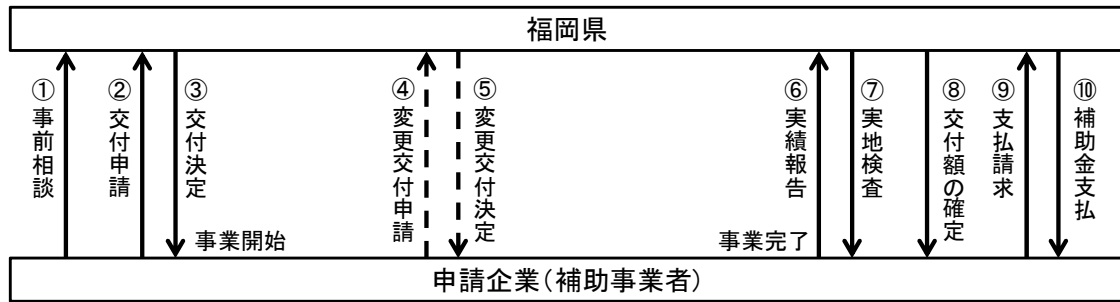 福岡県
①事前相談
②交付申請
③交付決定
④変更交付申請
⑤変更交付決定
⑥実績報告
⑦実地検査
⑧交付額の確定
⑨支払請求
⑩補助金支払
事業開始
事業完了
申請企業(補助事業者)